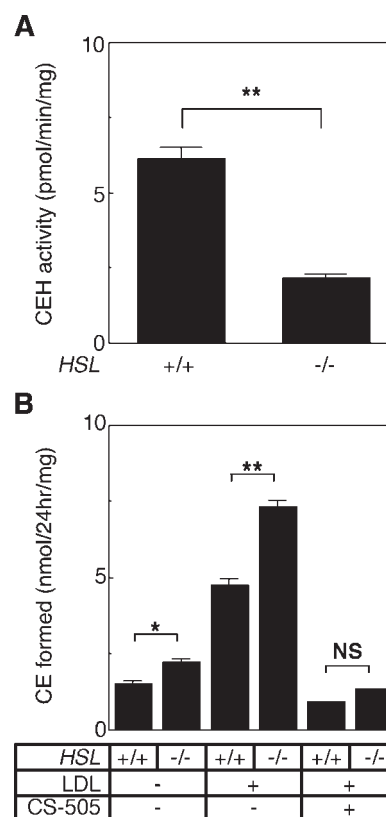 A
CEH activity (pmol/min/mg)
10
5
0
**
HSL +/+ -/-
B
CE formed (nmol/24hr/mg)
10
5
0
*
**
NS
HSL +/+ -/- +/+ -/- +/+ -/-
LDL - + +
CS-505 - - +